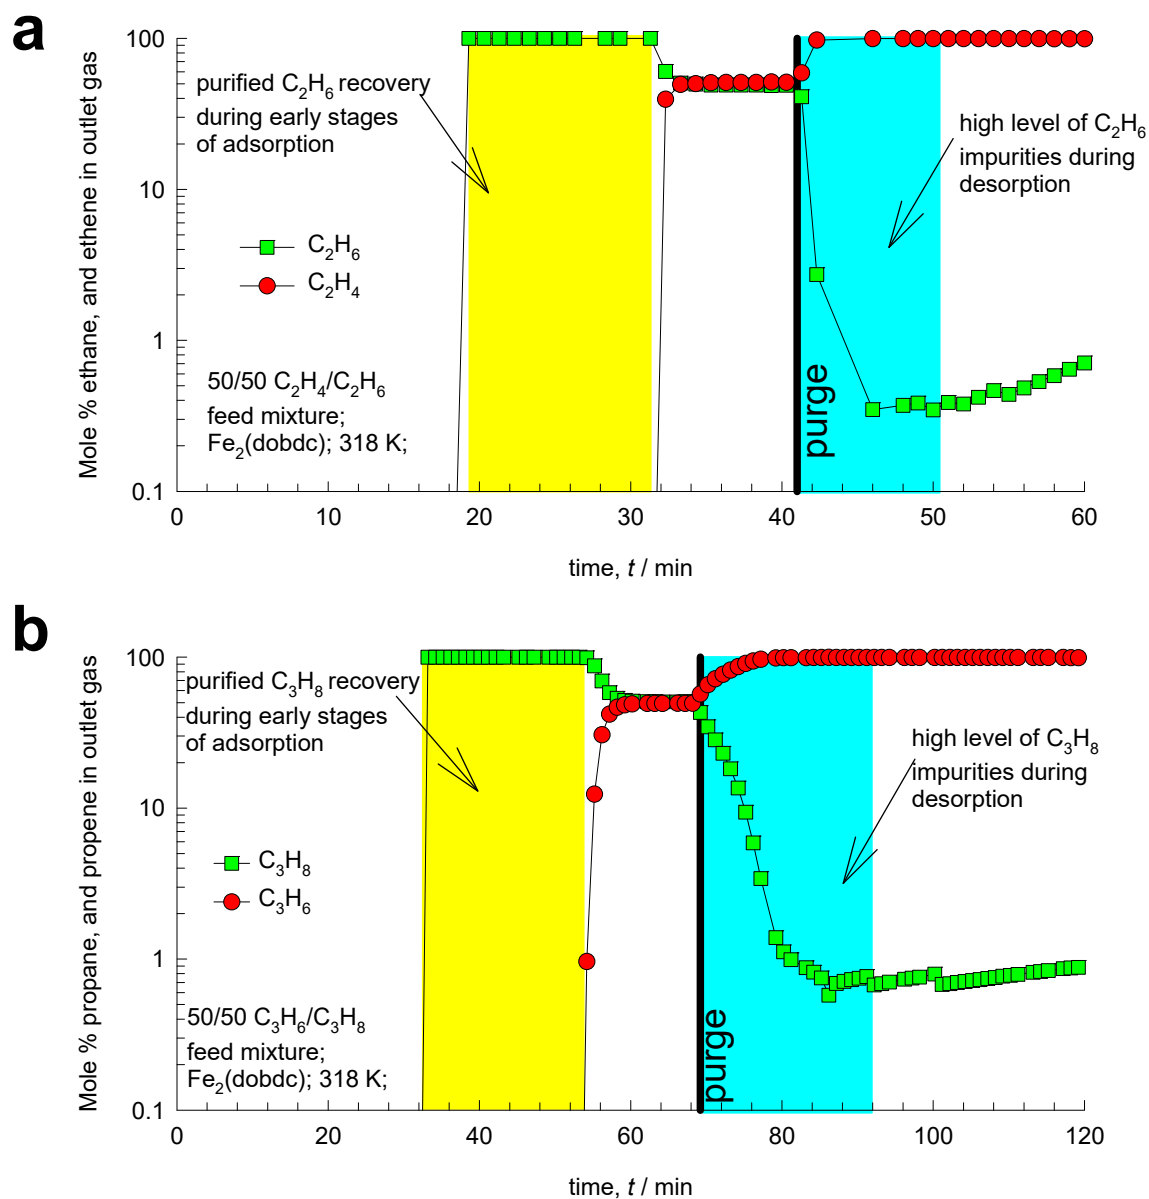 a
Mole % ethane, and ethene in outlet gas
100
10
1
0.1
purified C₂H₆ recovery
during early stages
of adsorption
C₂H₆
C₂H₄
50/50 C₂H₄/C₂H₆
feed mixture;
Fe₂(dobdc); 318 K;
purge
high level of C₂H₆
impurities during
desorption
0 10 20 30 40 50 60
time, t / min
b
Mole % propane, and propene in outlet gas
100
10
1
0.1
purified C₃H₈ recovery
during early stages
of adsorption
C₃H₈
C₃H₆
50/50 C₃H₆/C₃H₈
feed mixture;
Fe₂(dobdc); 318 K;
purge
high level of C₃H₈
impurities during
desorption
0 20 40 60 80 100 120
time, t / min